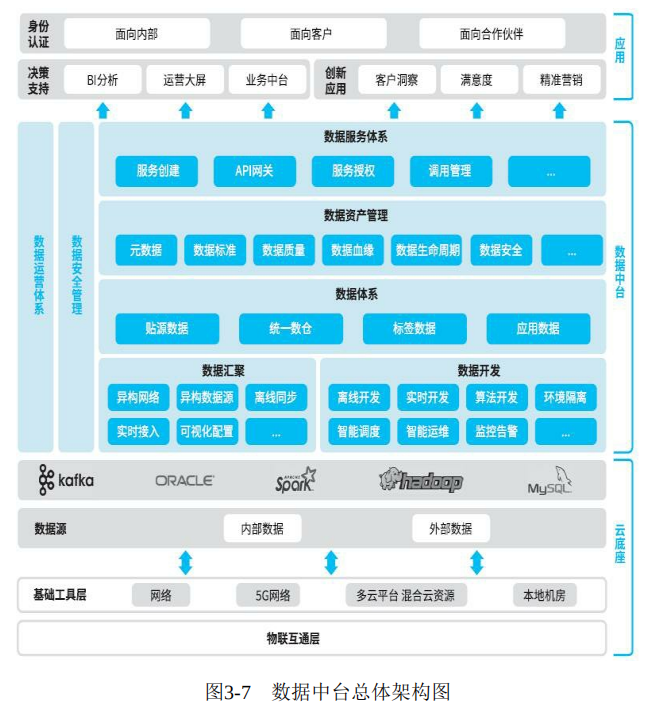 身份
认证
面向内部
面向客户
面向合作伙伴
应用
决策
支持
BI分析
运营大屏
业务中台
创新
应用
客户洞察
满意度
精准营销
数据运营体系
数据安全管理
数据服务体系
服务创建
API网关
服务授权
调用管理
...
数据资产管理
元数据
数据标准
数据质量
数据血缘
数据生命周期
数据安全
...
数据中台
数据体系
贴源数据
统一数仓
标签数据
应用数据
数据汇聚
异构网络
异构数据源
离线同步
实时接入
可视化配置
...
数据开发
离线开发
实时开发
算法开发
环境隔离
智能调度
智能运维
监控告警
...
kafka
ORACLE
APACHE
Spark
hadoop
MySQL
数据源
内部数据
外部数据
云底座
基础工具层
网络
5G网络
多云平台 混合云资源
本地机房
物联互通层
图3-7 数据中台总体架构图